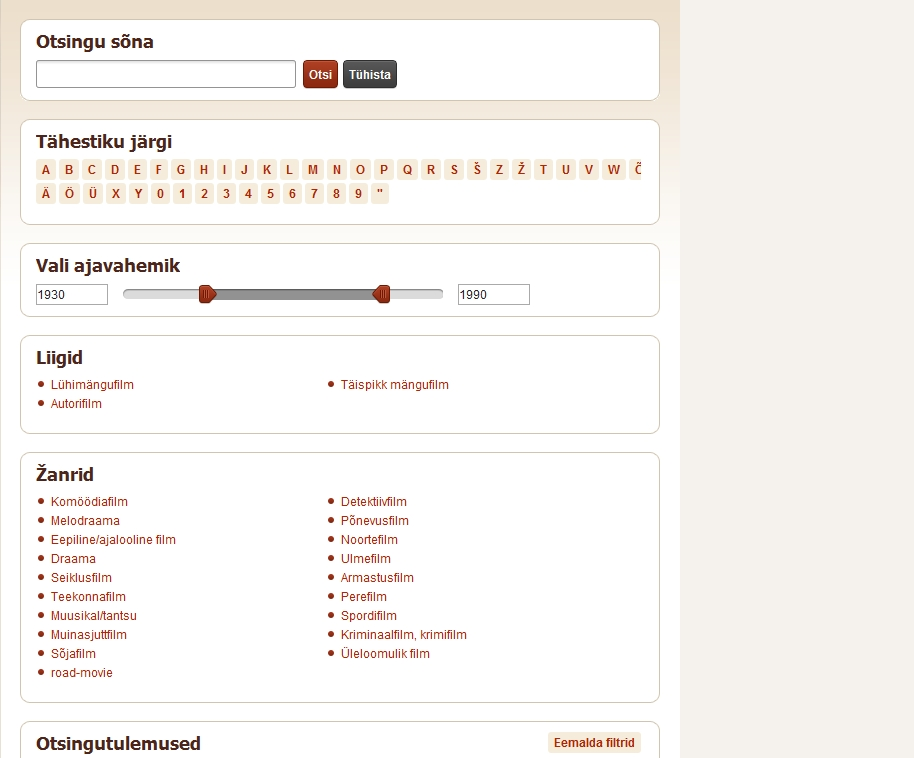 Otsingu sõna
Otsi Tühista
Tähestiku järgi
A B C D E F G H I J K L M N O P Q R S Š Z Ž T U V W Õ
Ä Ö Ü X Y 0 1 2 3 4 5 6 7 8 9 "
Vali ajavahemik
1930 1990
Liigid
Lühimängufilm Täispikk mängufilm
Autorifilm
Žanrid
Komöödiafilm Detektiivfilm
Melodraama Põnevusfilm
Eepiline/ajalooline film Noortefilm
Draama Ulmefilm
Seiklusfilm Armastusfilm
Teekonnafilm Perefilm
Muusikal/tantsu Spordifilm
Muinasjuttfilm Kriminaalfilm, krimifilm
Sõjafilm Üleloomulik film
road-movie
Otsingutulemused Eemalda filtrid